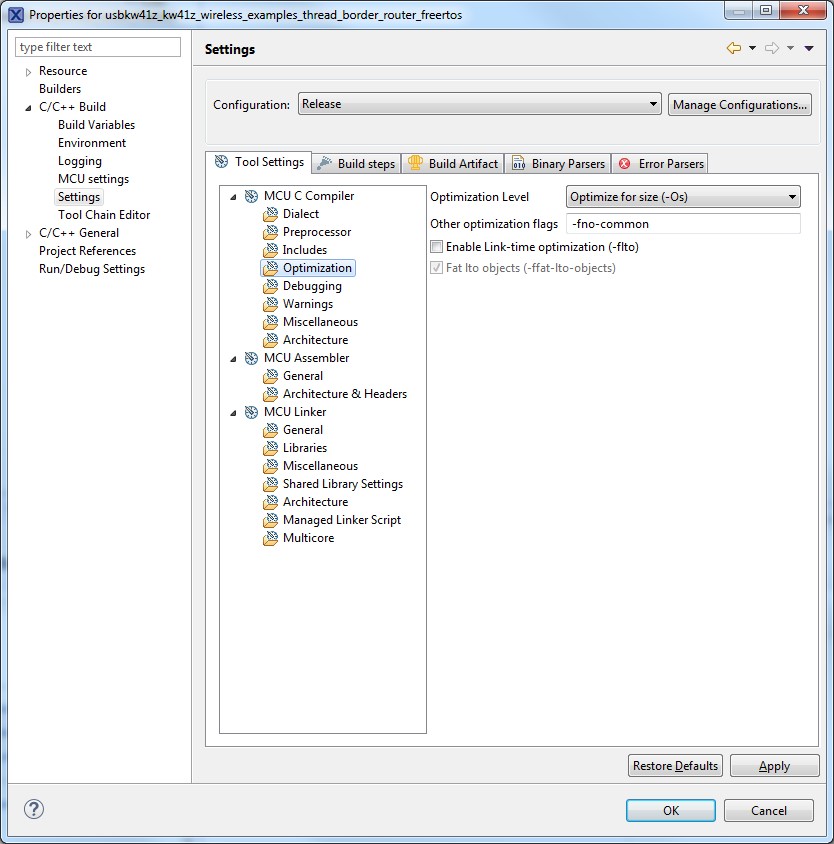 Properties for usbkw41z_kw41z_wireless_examples_thread_border_router_freertos
type filter text
Resource
Builders
C/C++ Build
Build Variables
Environment
Logging
MCU settings
Settings
Tool Chain Editor
C/C++ General
Project References
Run/Debug Settings
Settings
Configuration: Release Manage Configurations...
Tool Settings Build steps Build Artifact Binary Parsers Error Parsers
MCU C Compiler
Dialect
Preprocessor
Includes
Optimization
Debugging
Warnings
Miscellaneous
Architecture
MCU Assembler
General
Architecture & Headers
MCU Linker
General
Libraries
Miscellaneous
Shared Library Settings
Architecture
Managed Linker Script
Multicore
Optimization Level Optimize for size (-Os)
Other optimization flags -fno-common
Enable Link-time optimization (-flto)
Fat lto objects (-ffat-lto-objects)
Restore Defaults Apply
OK Cancel